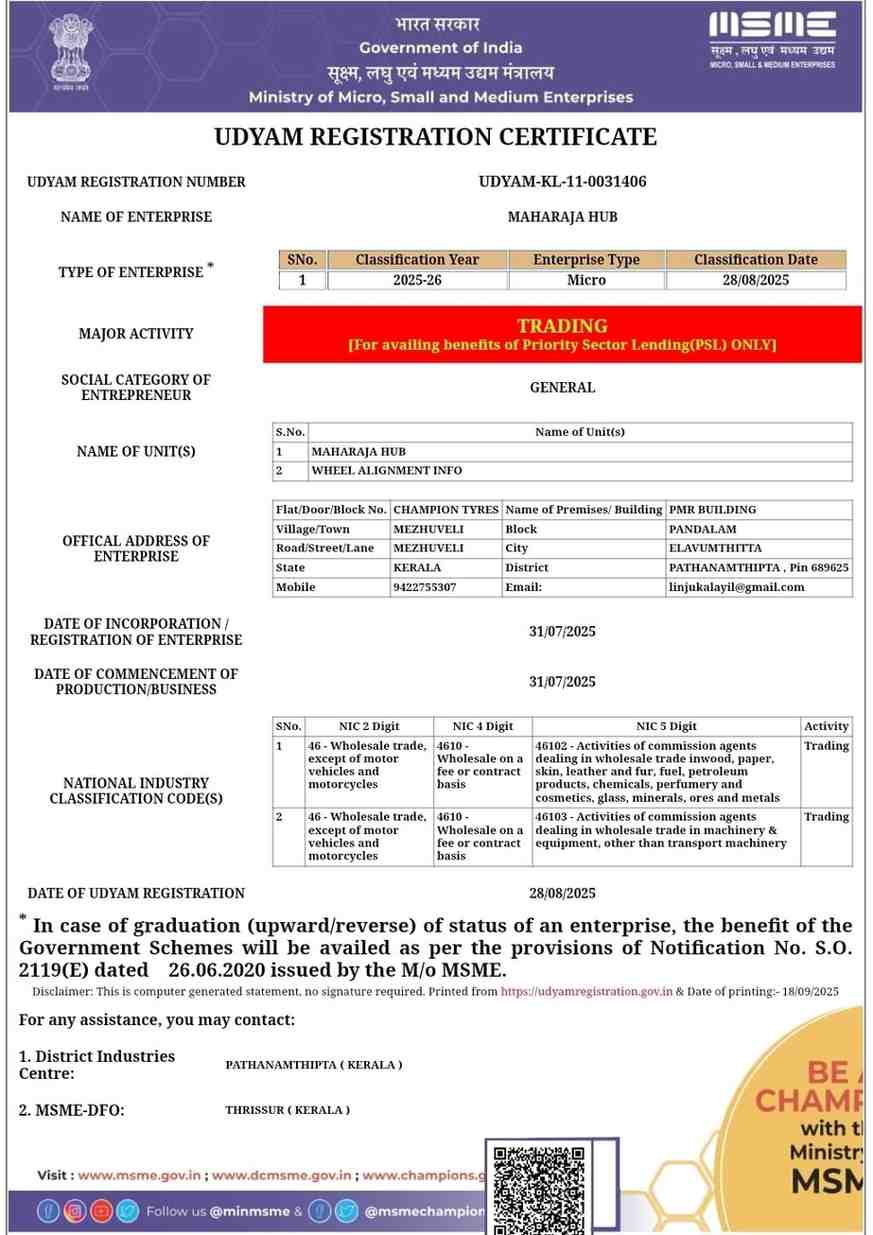 भारत सरकार
Government of India
सूक्ष्म, लघु एवं मध्यम उद्यम मंत्रालय
Ministry of Micro, Small and Medium Enterprises
सत्यमेव जयते
MSME
सूक्ष्म, लघु एवं मध्यम उद्यम
MICRO, SMALL & MEDIUM ENTERPRISES
UDYAM REGISTRATION CERTIFICATE
UDYAM REGISTRATION NUMBER UDYAM-KL-11-0031406
NAME OF ENTERPRISE MAHARAJA HUB
TYPE OF ENTERPRISE *
SNo. Classification Year Enterprise Type Classification Date
1 2025-26 Micro 28/08/2025
MAJOR ACTIVITY
TRADING
[For availing benefits of Priority Sector Lending(PSL) ONLY]
SOCIAL CATEGORY OF
ENTREPRENEUR
GENERAL
NAME OF UNIT(S)
S.No. Name of Unit(s)
1 MAHARAJA HUB
2 WHEEL ALIGNMENT INFO
OFFICAL ADDRESS OF
ENTERPRISE
Flat/Door/Block No. CHAMPION TYRES Name of Premises/ Building PMR BUILDING
Village/Town MEZHUVELI Block PANDALAM
Road/Street/Lane MEZHUVELI City ELAVUMTHITTA
State KERALA District PATHANAMTHIPTA , Pin 689625
Mobile 9422755307 Email: linjukalayil@gmail.com
DATE OF INCORPORATION /
REGISTRATION OF ENTERPRISE
31/07/2025
DATE OF COMMENCEMENT OF
PRODUCTION/BUSINESS
31/07/2025
NATIONAL INDUSTRY
CLASSIFICATION CODE(S)
SNo. NIC 2 Digit NIC 4 Digit NIC 5 Digit Activity
1 46 - Wholesale trade, 4610 - 46102 - Activities of commission agents Trading
except of motor Wholesale on a dealing in wholesale trade inwood, paper,
vehicles and fee or contract skin, leather and fur, fuel, petroleum
motorcycles basis products, chemicals, perfumery and
cosmetics, glass, minerals, ores and metals
2 46 - Wholesale trade, 4610 - 46103 - Activities of commission agents Trading
except of motor Wholesale on a dealing in wholesale trade in machinery &
vehicles and fee or contract equipment, other than transport machinery
motorcycles basis
DATE OF UDYAM REGISTRATION 28/08/2025
* In case of graduation (upward/reverse) of status of an enterprise, the benefit of the
Government Schemes will be availed as per the provisions of Notification No. S.O.
2119(E) dated 26.06.2020 issued by the M/o MSME.
Disclaimer: This is computer generated statement, no signature required. Printed from https://udyamregistration.gov.in & Date of printing:- 18/09/2025
For any assistance, you may contact:
1. District Industries
Centre:
PATHANAMTHIPTA ( KERALA )
2. MSME-DFO: THRISSUR ( KERALA )
BE A
CHAMP
with th
Ministry
MSM
Visit : www.msme.gov.in ; www.dcmsme.gov.in ; www.champions.g
Follow us @minmsme & @msmechampion